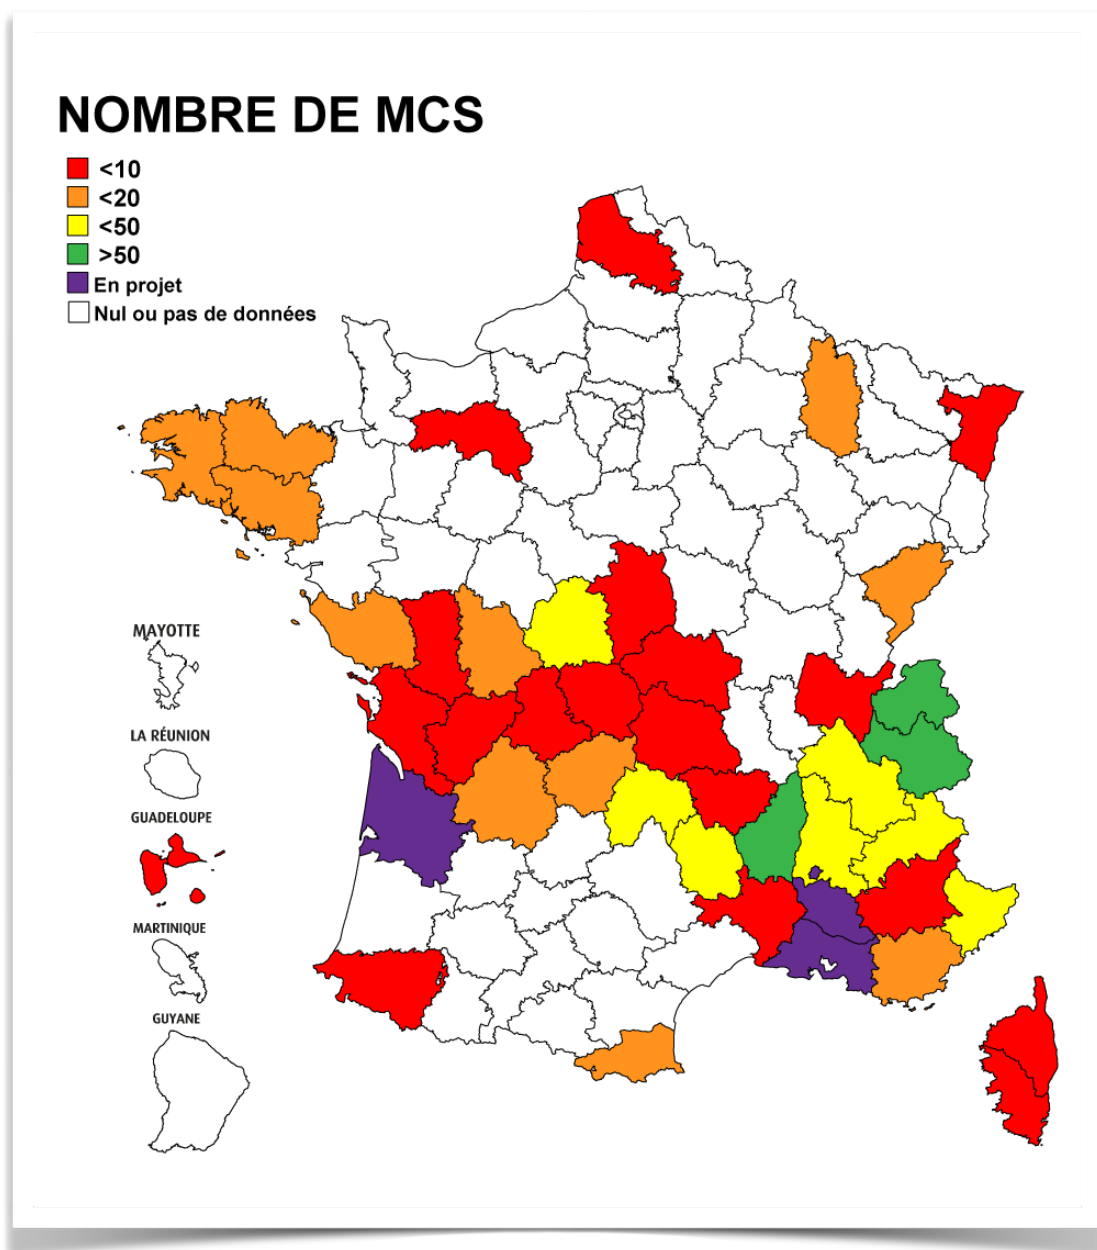 NOMBRE DE MCS
<10
<20
<50
>50
En projet
Nul ou pas de données
MAYOTTE
LA RÉUNION
GUADELOUPE
MARTINIQUE
GUYANE